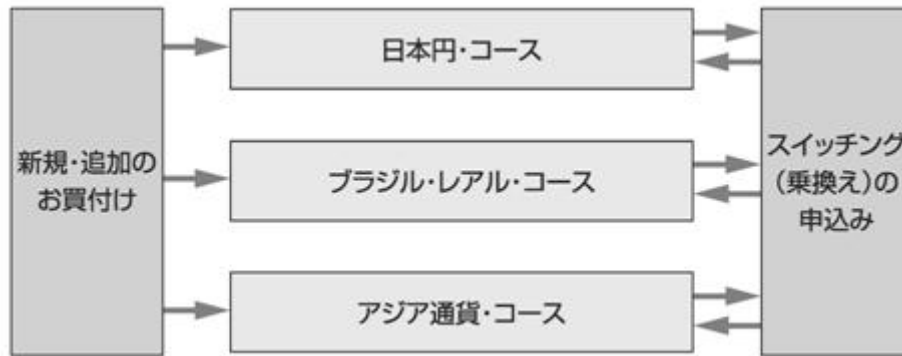 新規・追加の
お買付け
日本円・コース
ブラジル・レアル・コース
アジア通貨・コース
スイッチング
(乗換え)の
申込み